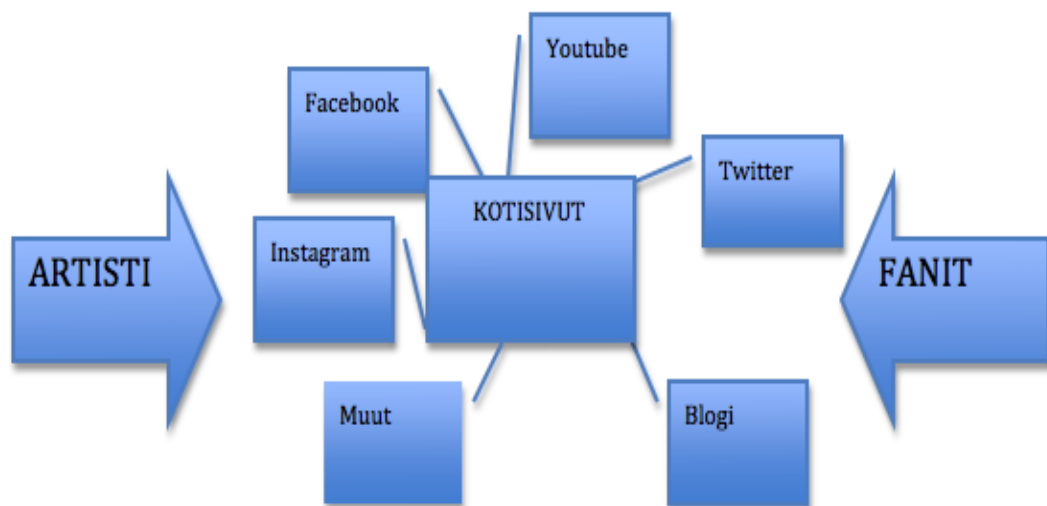 Youtube
Facebook
Twitter
KOTISIVUT
ARTISTI
Instagram
FANIT
Muut
Blogi